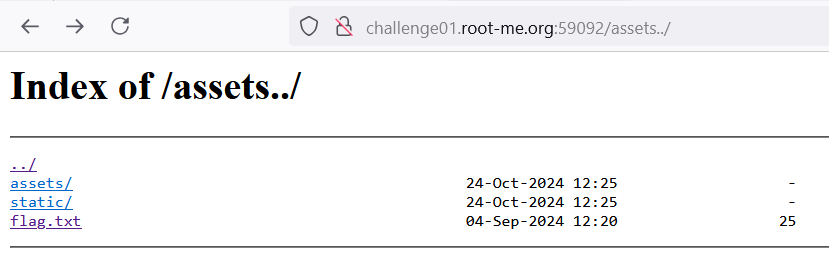 challenge01.root-me.org:59092/assets../
Index of /assets../
../
assets/ 24-Oct-2024 12:25 -
static/ 24-Oct-2024 12:25 -
flag.txt 04-Sep-2024 12:20 25